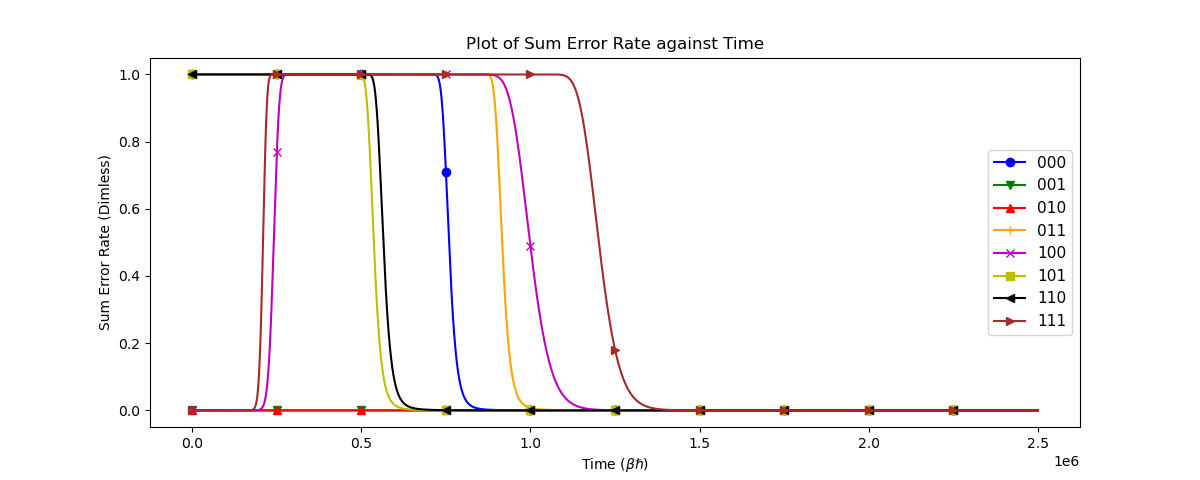 Plot of Sum Error Rate against Time
Sum Error Rate (Dimless)
1.0
0.8
0.6
0.4
0.2
0.0
000
001
010
011
100
101
110
111
0.0 0.5 1.0 1.5 2.0 2.5
1e6
Time (βℏ)